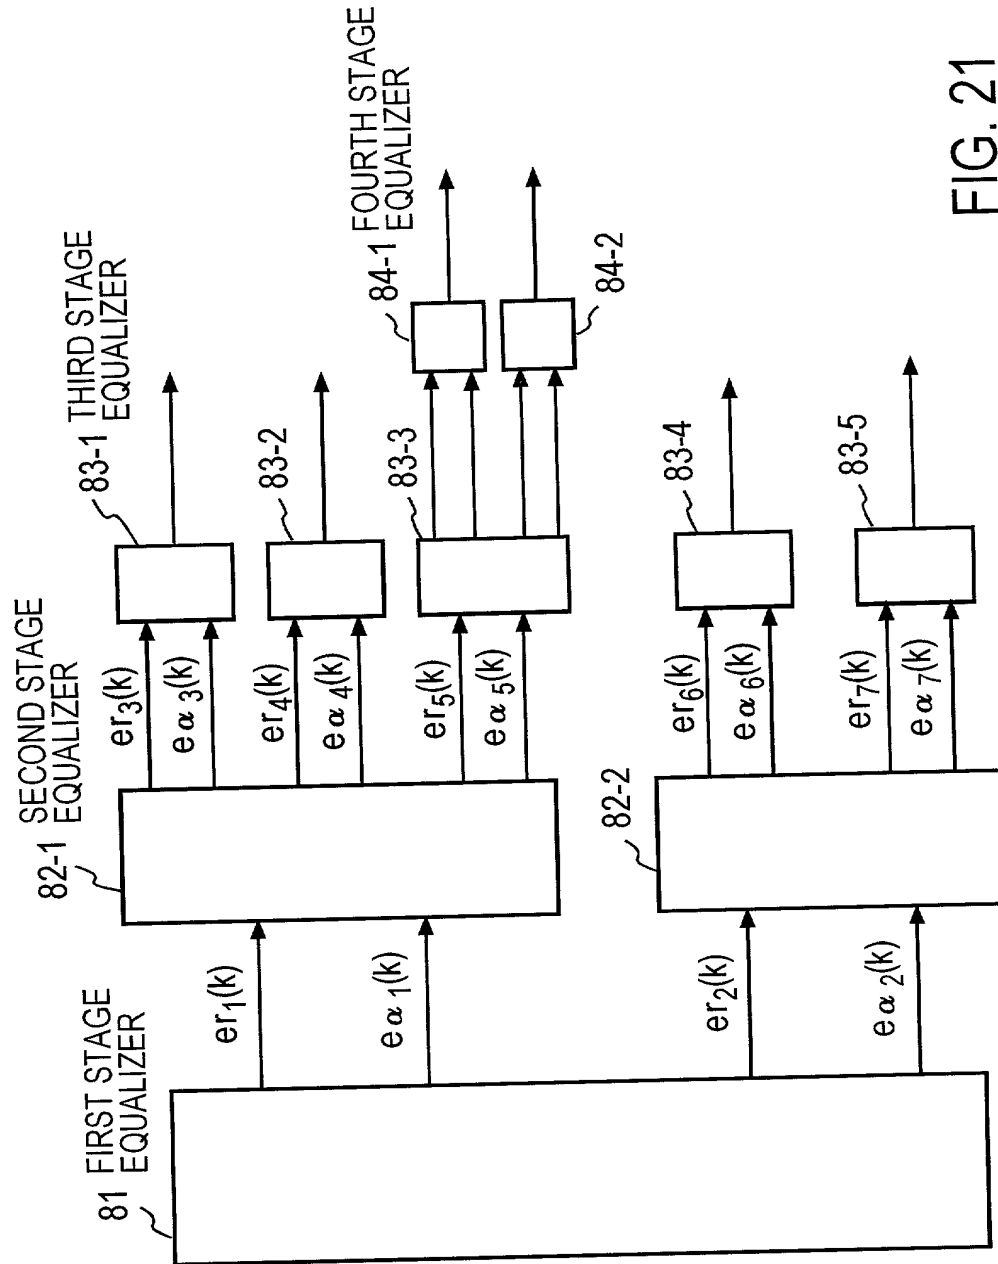 81 FIRST STAGE
EQUALIZER
er₁(k)
eα₁(k)
er₂(k)
eα₂(k)
82-1 SECOND STAGE
EQUALIZER
82-2
er₃(k)
eα₃(k)
er₄(k)
eα₄(k)
er₅(k)
eα₅(k)
er₆(k)
eα₆(k)
er₇(k)
eα₇(k)
83-1 THIRD STAGE
EQUALIZER
83-2
83-3
83-4
83-5
84-1 FOURTH STAGE
EQUALIZER
84-2
FIG. 21